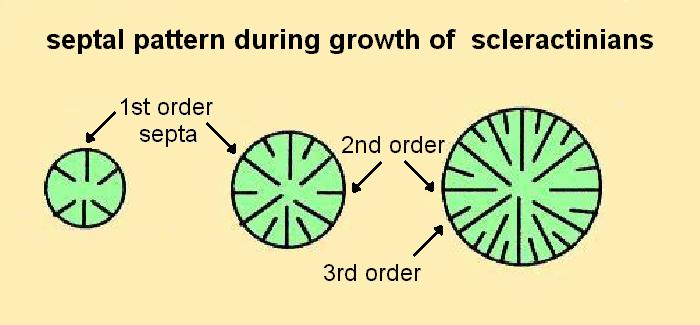 septal pattern during growth of scleractinians
1st order
septa
2nd order
3rd order